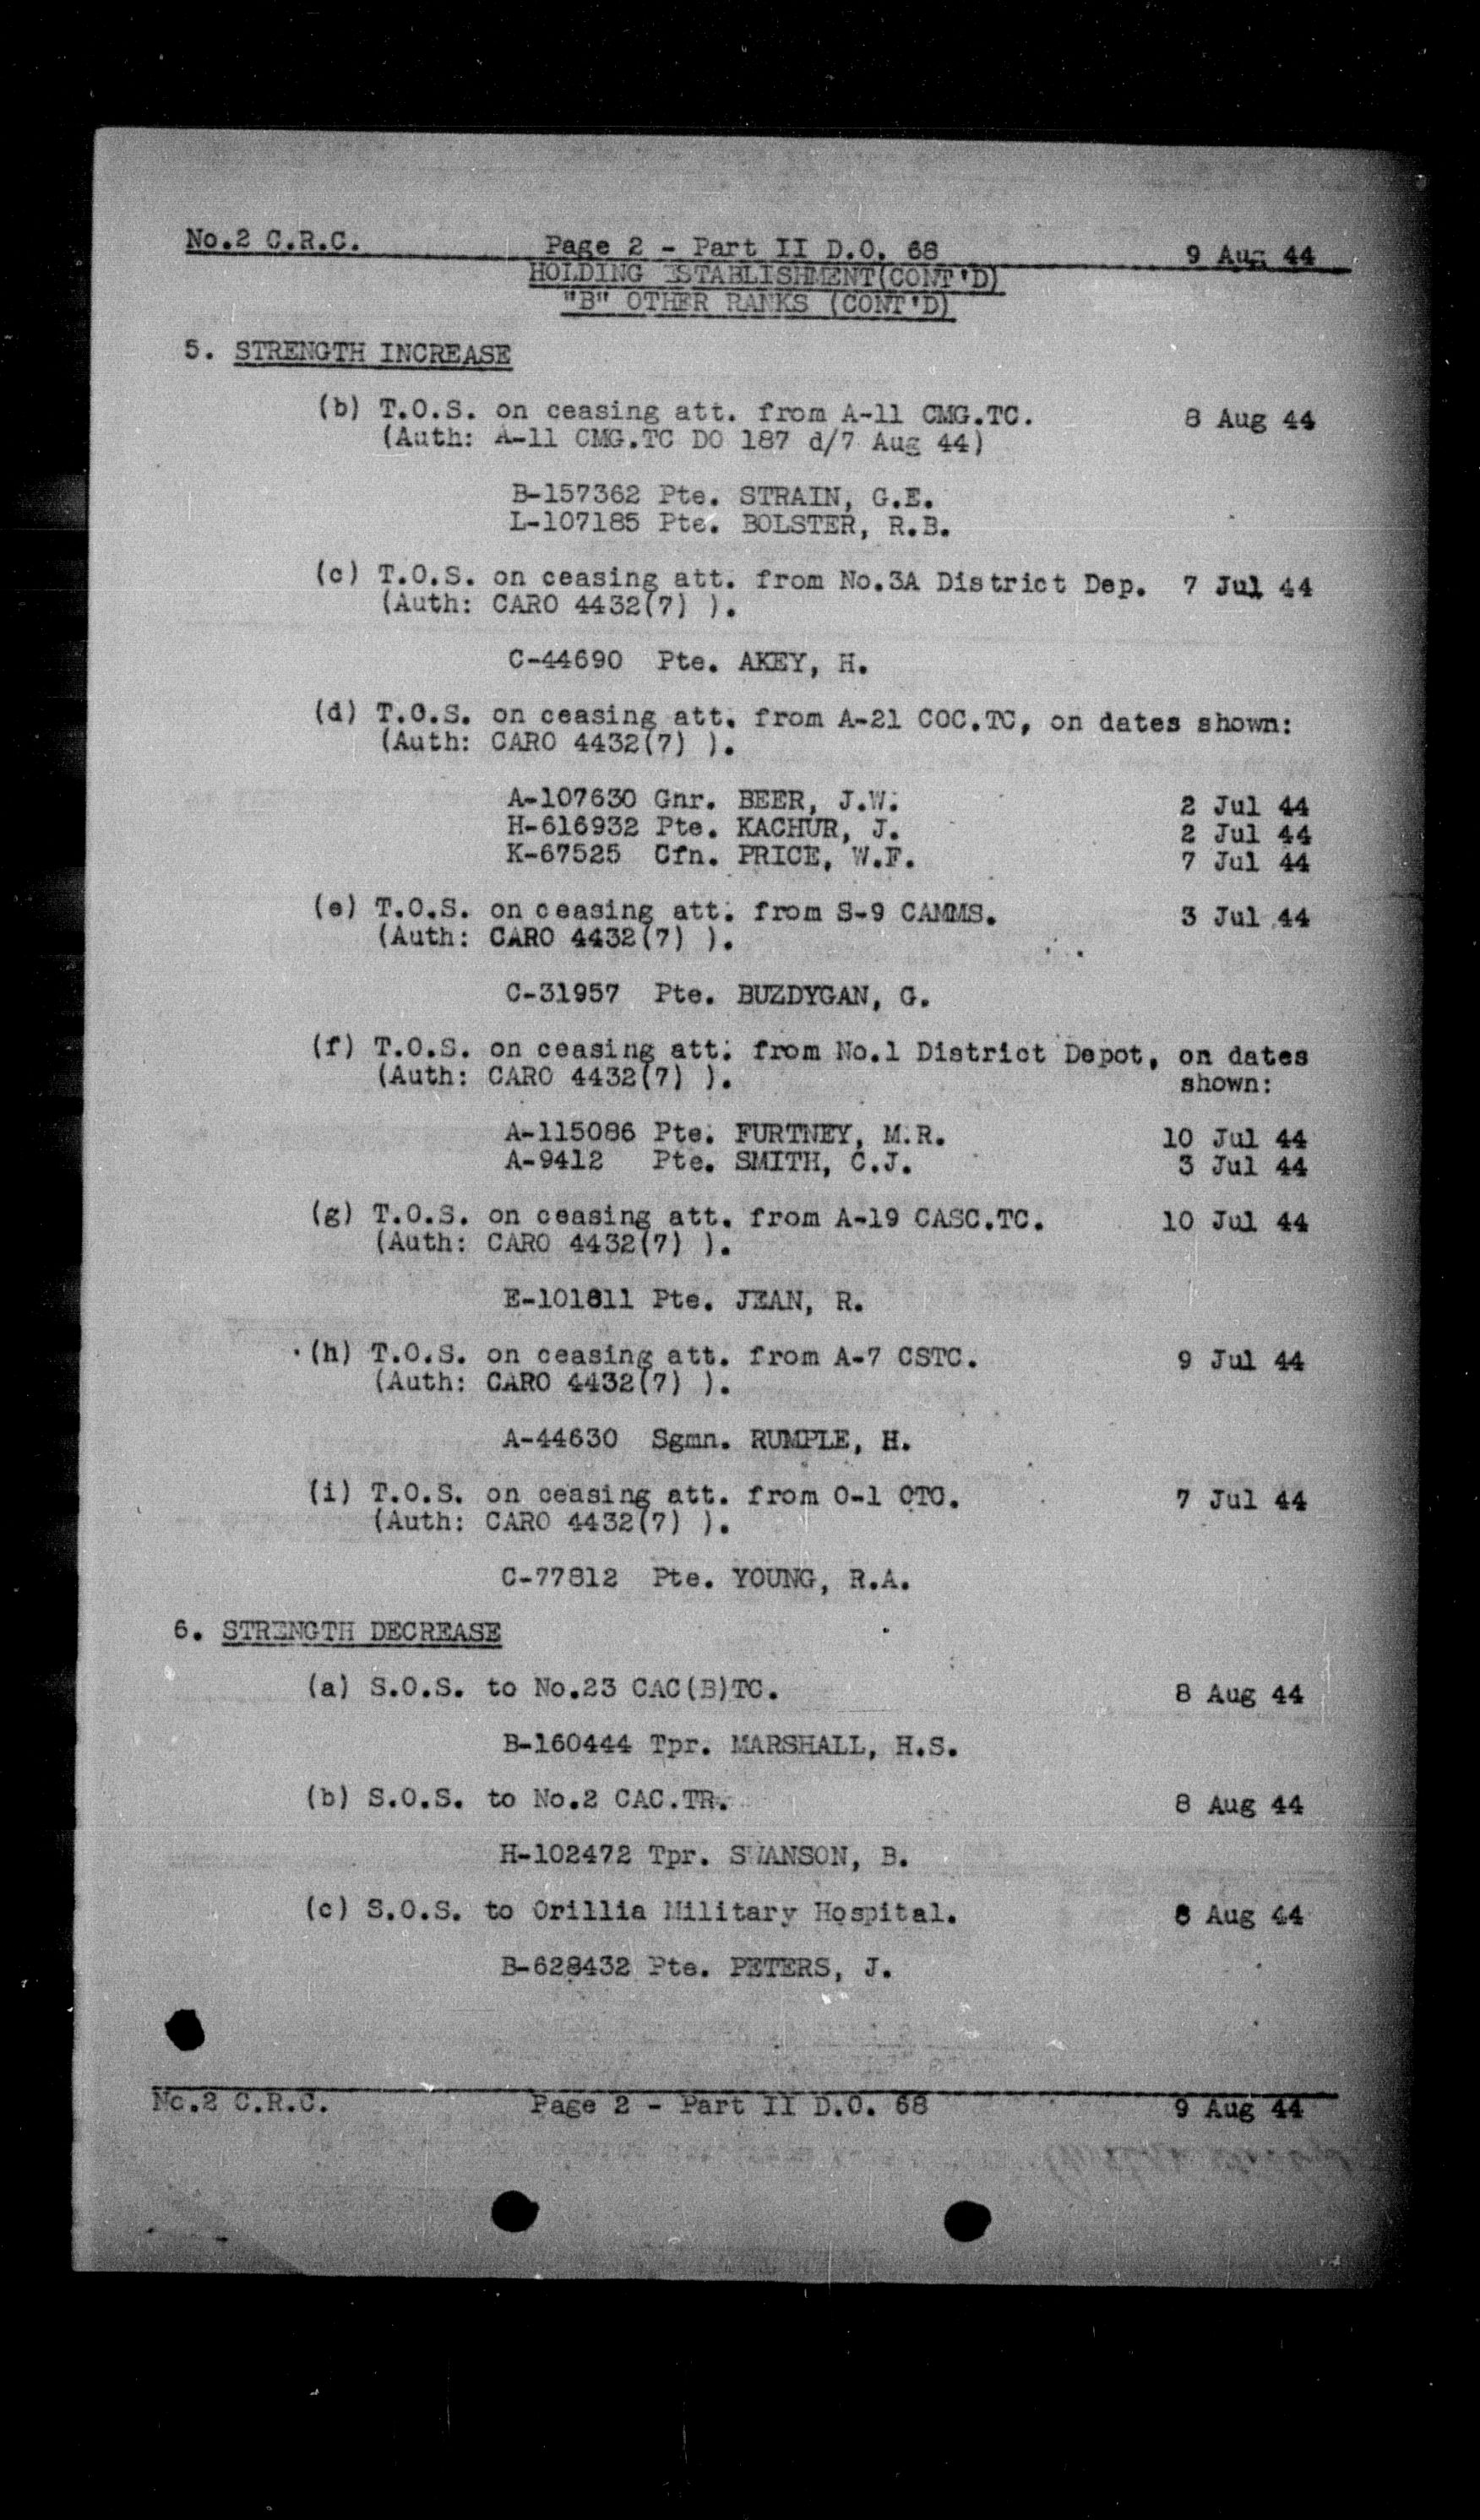 No.2 C.R.C. Page 2 - Part II D.O. 68 9 Aug 44
HOLDING ESTABLISHMENT(CONT'D)
"B" OTHER RANKS (CONT'D)
5. STRENGTH INCREASE
(b) T.O.S. on ceasing att. from A-11 CMG.TC. 8 Aug 44
(Auth: A-11 CMG.TC DO 187 d/7 Aug 44)
B-157362 Pte. STRAIN, G.E.
L-107185 Pte. BOLSTER, R.B.
(c) T.O.S. on ceasing att. from No.3A District Dep. 7 Jul 44
(Auth: CARO 4432(7) ).
C-44690 Pte. AKEY, H.
(d) T.O.S. on ceasing att. from A-21 COC.TC, on dates shown:
(Auth: CARO 4432(7) ).
A-107630 Gnr. BEER, J.W. 2 Jul 44
H-616932 Pte. KACHUR, J. 2 Jul 44
K-67525 Cfn. PRICE, W.F. 7 Jul 44
(e) T.O.S. on ceasing att. from S-9 CAMMS. 3 Jul 44
(Auth: CARO 4432(7) ).
C-31957 Pte. BUZDYGAN, G.
(f) T.O.S. on ceasing att. from No.1 District Depot, on dates
(Auth: CARO 4432(7) ). shown:
A-115086 Pte. FURTNEY, M.R. 10 Jul 44
A-9412 Pte. SMITH, C.J. 3 Jul 44
(g) T.O.S. on ceasing att. from A-19 CASC.TC. 10 Jul 44
(Auth: CARO 4432(7) ).
E-101811 Pte. JEAN, R.
(h) T.O.S. on ceasing att. from A-7 CSTC. 9 Jul 44
(Auth: CARO 4432(7) ).
A-44630 Sgmn. RUMPLE, H.
(i) T.O.S. on ceasing att. from O-1 OTC. 7 Jul 44
(Auth: CARO 4432(7) ).
C-77812 Pte. YOUNG, R.A.
6. STRENGTH DECREASE
(a) S.O.S. to No.23 CAC(B)TC. 8 Aug 44
B-160444 Tpr. MARSHALL, H.S.
(b) S.O.S. to No.2 CAC.TR. 8 Aug 44
H-102472 Tpr. SWANSON, B.
(c) S.O.S. to Orillia Military Hospital. 8 Aug 44
B-628432 Pte. PETERS, J.
No.2 C.R.C. Page 2 - Part II D.O. 68 9 Aug 44